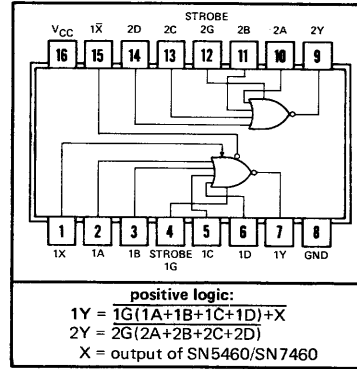 STROBE
VCC 1X̅ 2D 2C 2G 2B 2A 2Y
16 15 14 13 12 11 10 9
1 2 3 4 5 6 7 8
1X 1A 1B STROBE 1C 1D 1Y GND
1G
positive logic:
1Y = 1G(1A+1B+1C+1D)+X
2Y = 2G(2A+2B+2C+2D)
X = output of SN5460/SN7460